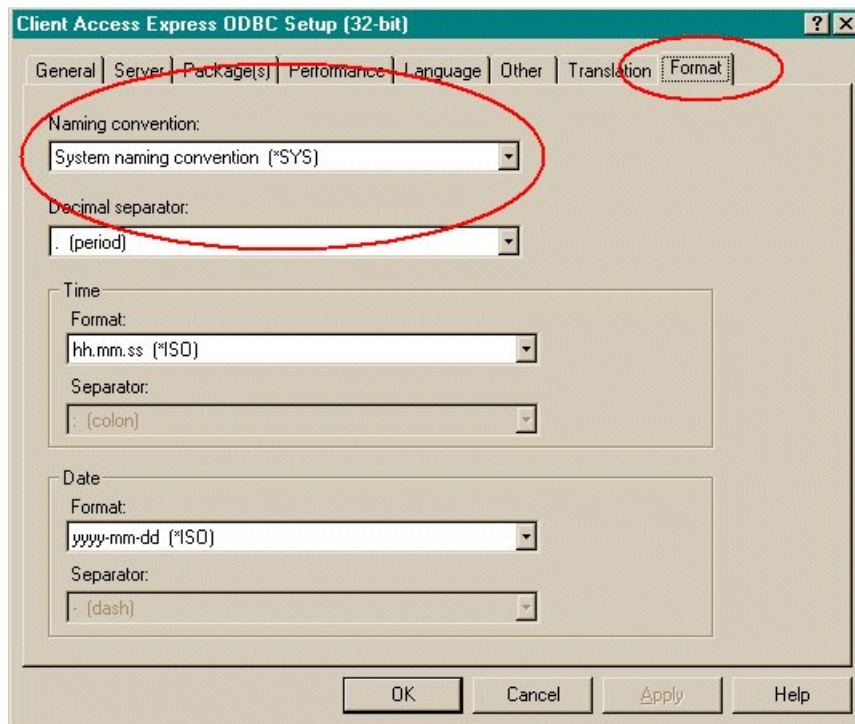 Client Access Express ODBC Setup (32-bit)
General Server Package(s) Performance Language Other Translation Format
Naming convention:
System naming convention (*SYS)
Decimal separator:
. (period)
Time
Format:
hh.mm.ss (*ISO)
Separator:
: (colon)
Date
Format:
yyyy-mm-dd (*ISO)
Separator:
- (dash)
OK Cancel Apply Help